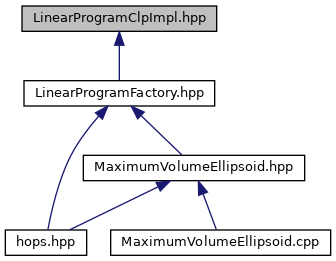 LinearProgramClpImpl.hpp
LinearProgramFactory.hpp
MaximumVolumeEllipsoid.hpp
hops.hpp
MaximumVolumeEllipsoid.cpp